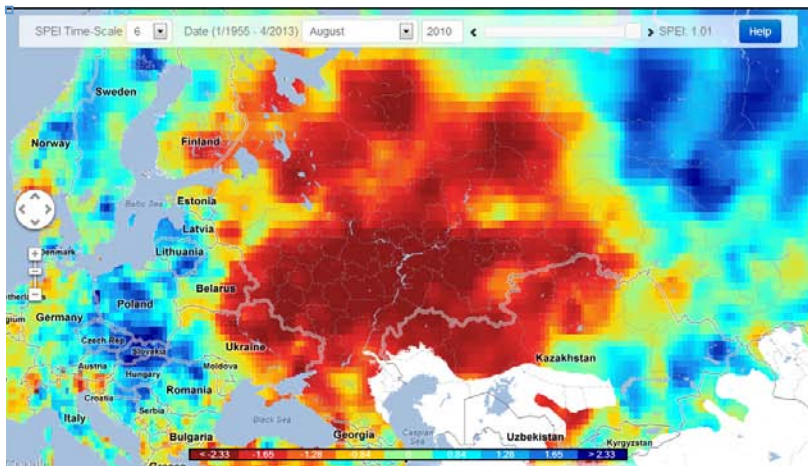 SPEI Time-Scale 6 Date (1/1955 - 4/2013) August 2010 SPEI: 1.01 Help
Sweden
Norway
Finland
Baltic Sea
Estonia
Latvia
Denmark
Lithuania
Belarus
Poland
Germany
Czech Rep
Slovakia
Ukraine
Kazakhstan
Austria
Hungary
Moldova
Croatia
Romania
Serbia
Italy
Black Sea
Bulgaria
Georgia
Caspian
Sea
Uzbekistan
Kyrgyzstan
< -2.33 -1.65 -1.28 -0.84 0 0.84 1.28 1.65 > 2.33